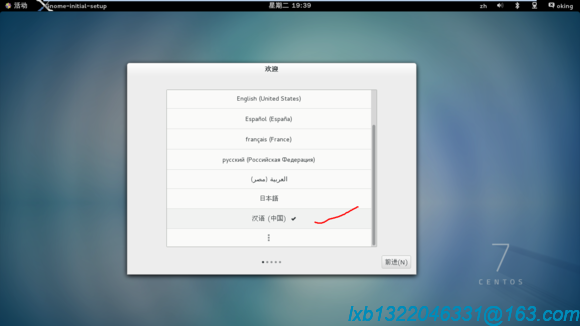 活动
gnome-initial-setup
星期二 19:39
zh
oking
欢迎
English (United States)
Español (España)
français (France)
русский (Российская Федерация)
العربية (مصر)
日本語
汉语 (中国)
前进(N)
7
CENTOS
lxb1322046331@163.com